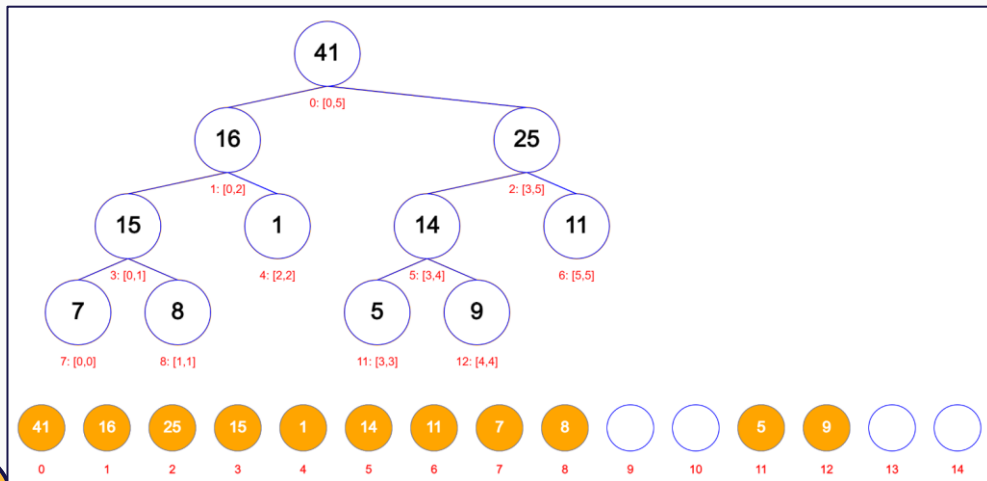 41
0: [0,5]
16 25
1: [0,2] 2: [3,5]
15 1 14 11
3: [0,1] 4: [2,2] 5: [3,4] 6: [5,5]
7 8 5 9
7: [0,0] 8: [1,1] 11: [3,3] 12: [4,4]
41 16 25 15 1 14 11 7 8 5 9
0 1 2 3 4 5 6 7 8 9 10 11 12 13 14